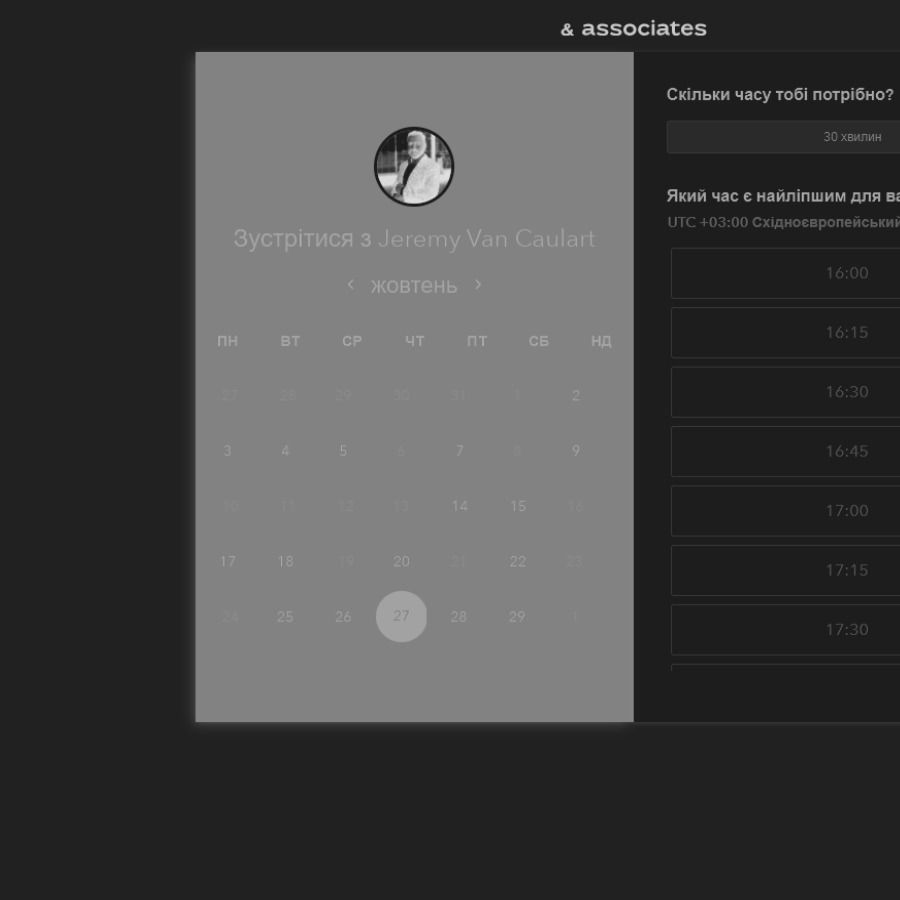 & associates
Зустрітися з Jeremy Van Caulart
‹ жовтень ›
ПН ВТ СР ЧТ ПТ СБ НД
27 28 29 30 31 1 2
3 4 5 6 7 8 9
10 11 12 13 14 15 16
17 18 19 20 21 22 23
24 25 26 27 28 29 1
Скільки часу тобі потрібно?
30 хвилин
Який час є найліпшим для ва
UTC +03:00 Східноєвропейський
16:00
16:15
16:30
16:45
17:00
17:15
17:30